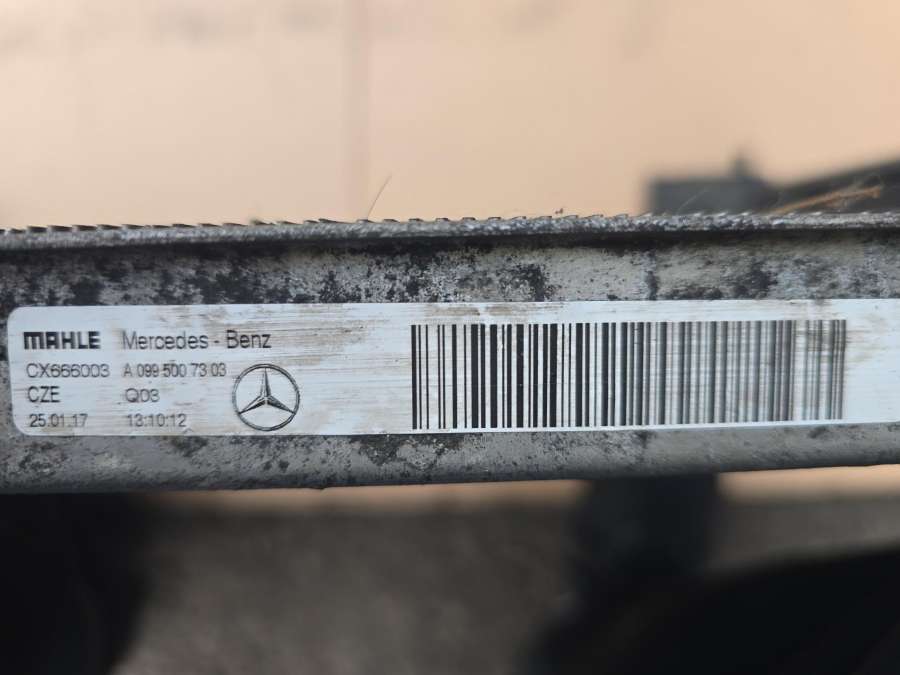 MAHLE Mercedes - Benz
CX666003 A 099 500 73 03
CZE Q03
25.01.17 13:10:12